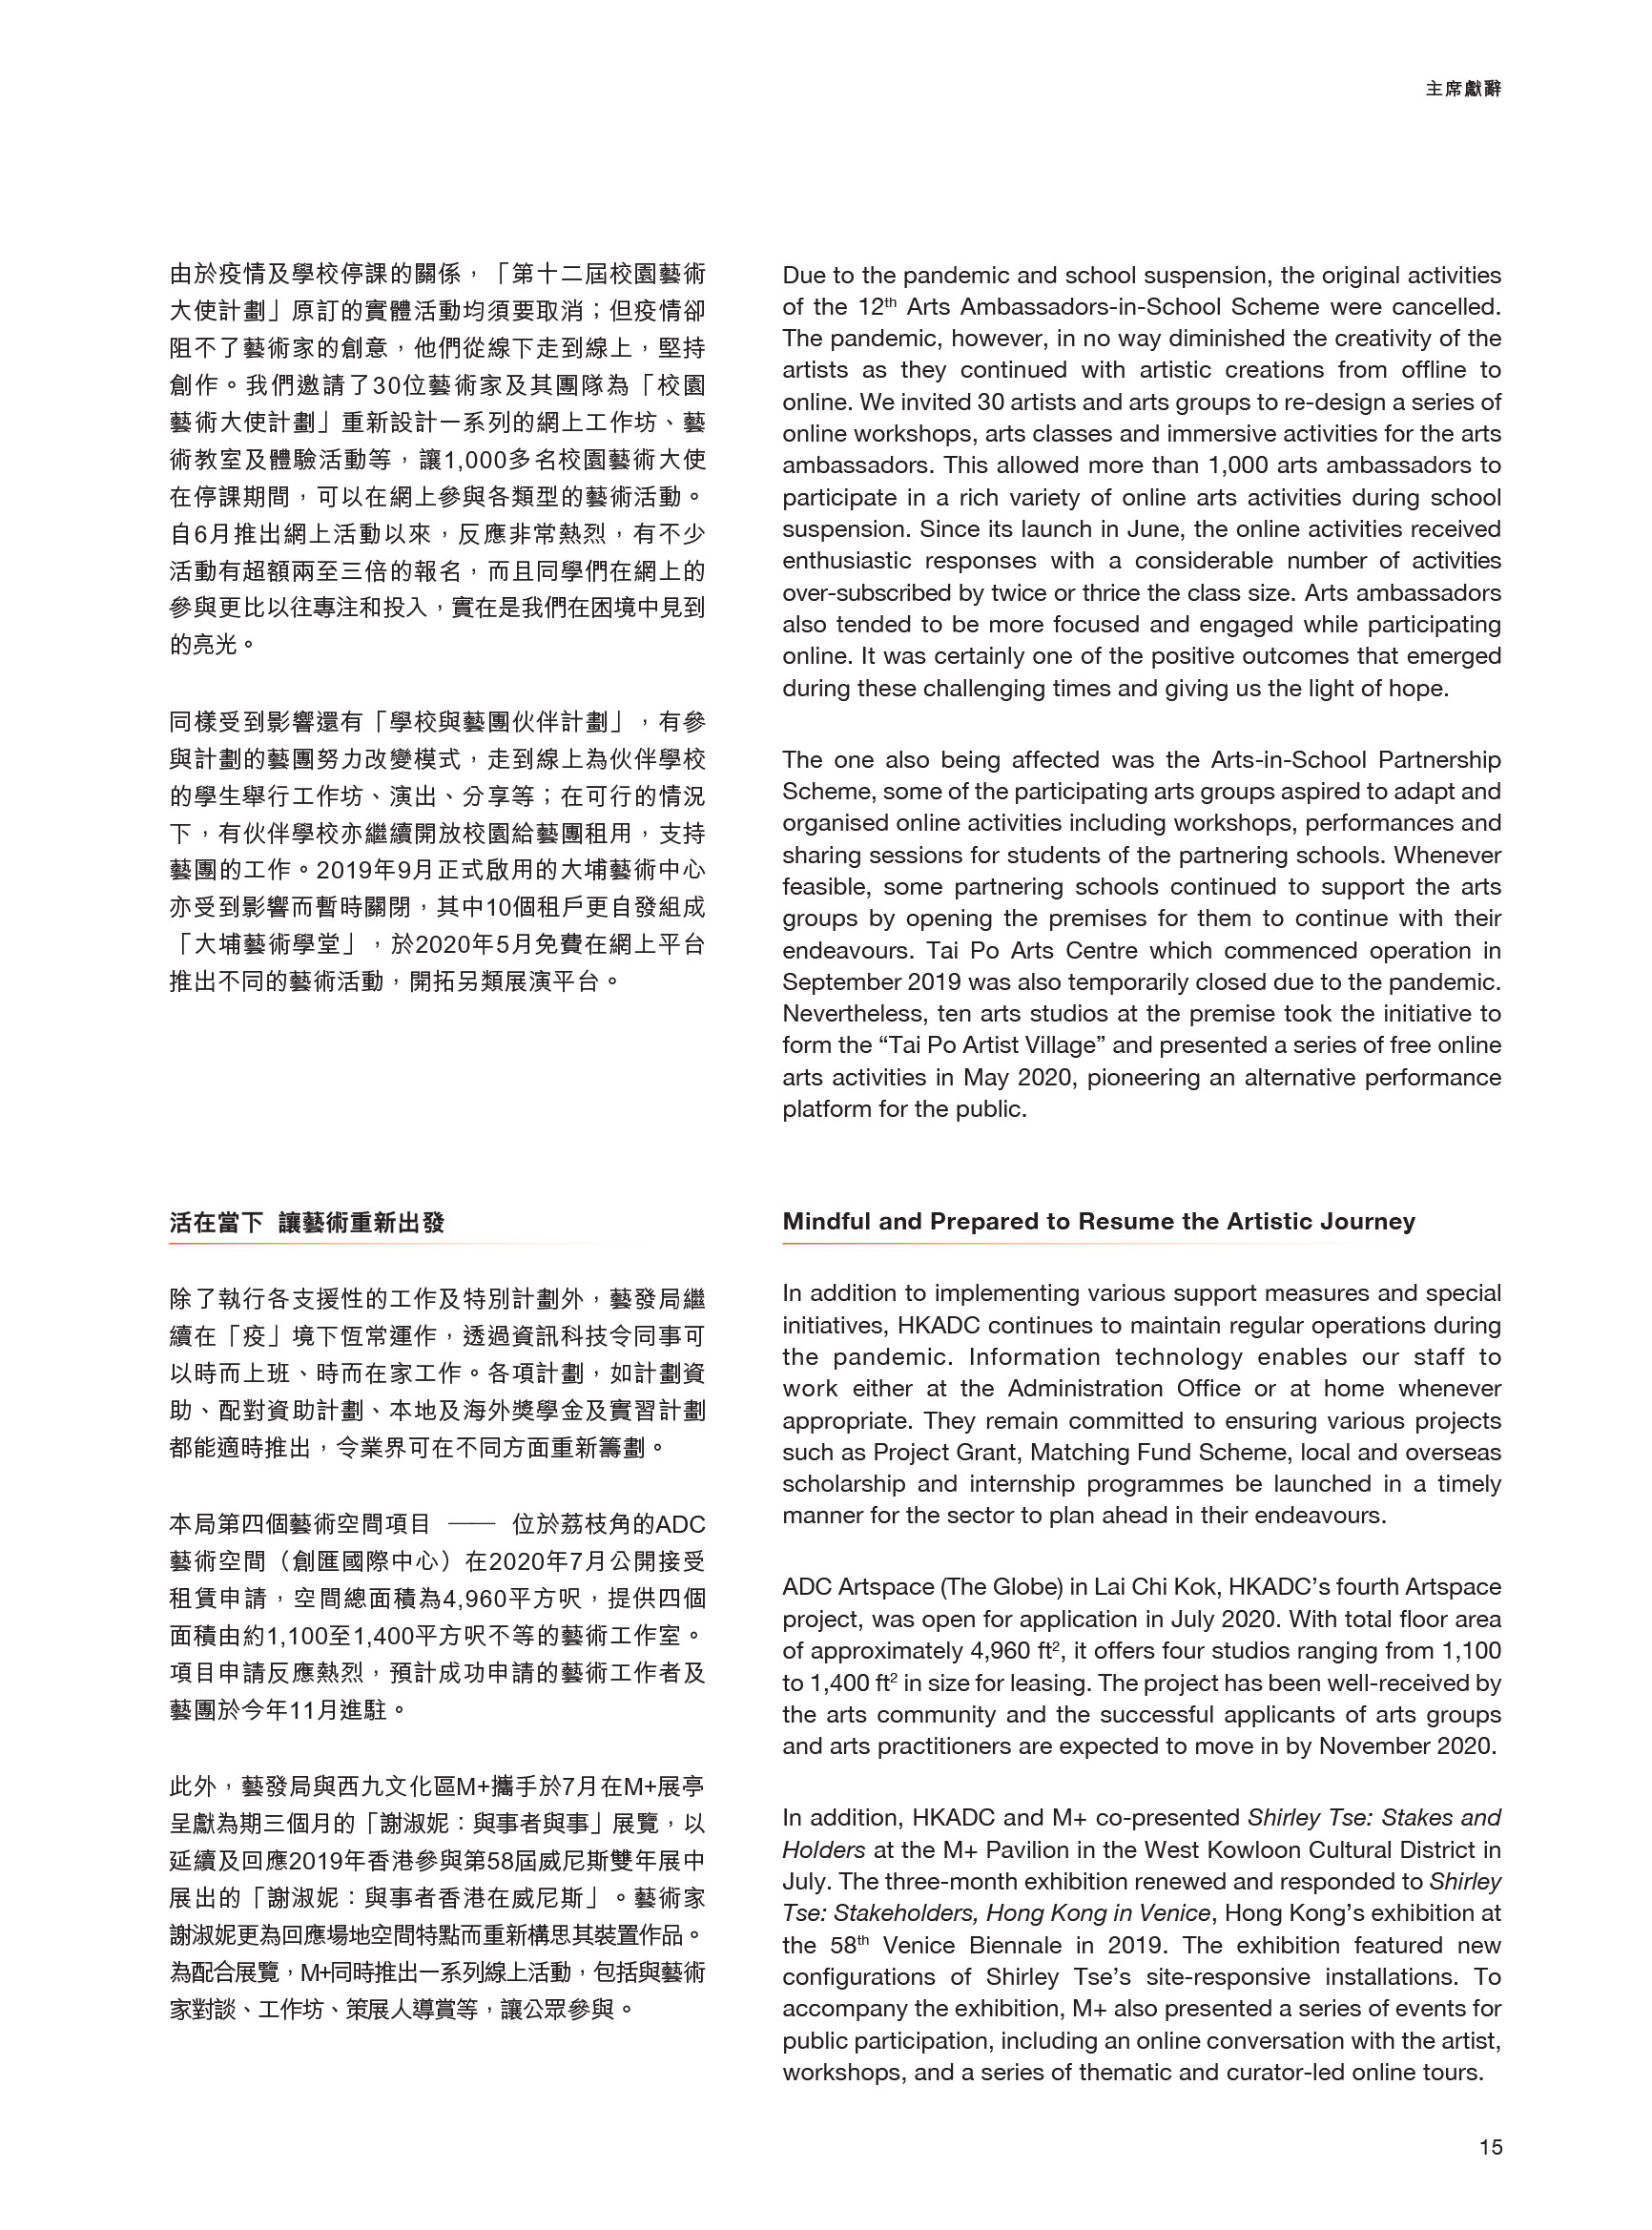 主席獻辭
由於疫情及學校停課的關係，「第十二屆校園藝術
大使計劃」原訂的實體活動均須要取消；但疫情卻
阻不了藝術家的創意，他們從線下走到線上，堅持
創作。我們邀請了30位藝術家及其團隊為「校園
藝術大使計劃」重新設計一系列的網上工作坊、藝
術教室及體驗活動等，讓1,000多名校園藝術大使
在停課期間，可以在網上參與各類型的藝術活動。
自6月推出網上活動以來，反應非常熱烈，有不少
活動有超額兩至三倍的報名，而且同學們在網上的
參與更比以往專注和投入，實在是我們在困境中見到
的亮光。
同樣受到影響還有「學校與藝團伙伴計劃」，有參
與計劃的藝團努力改變模式，走到線上為伙伴學校
的學生舉行工作坊、演出、分享等；在可行的情況
下，有伙伴學校亦繼續開放校園給藝團租用，支持
藝團的工作。2019年9月正式啟用的大埔藝術中心
亦受到影響而暫時關閉，其中10個租戶更自發組成
「大埔藝術學堂」，於2020年5月免費在網上平台
推出不同的藝術活動，開拓另類展演平台。
活在當下 讓藝術重新出發
除了執行各支援性的工作及特別計劃外，藝發局繼
續在「疫」境下恆常運作，透過資訊科技令同事可
以時而上班、時而在家工作。各項計劃，如計劃資
助、配對資助計劃、本地及海外獎學金及實習計劃
都能適時推出，令業界可在不同方面重新籌劃。
本局第四個藝術空間項目 —— 位於荔枝角的ADC
藝術空間（創匯國際中心）在2020年7月公開接受
租賃申請，空間總面積為4,960平方呎，提供四個
面積由約1,100至1,400平方呎不等的藝術工作室。
項目申請反應熱烈，預計成功申請的藝術工作者及
藝團於今年11月進駐。
此外，藝發局與西九文化區M+攜手於7月在M+展亭
呈獻為期三個月的「謝淑妮：與事者與事」展覽，以
延續及回應2019年香港參與第58屆威尼斯雙年展中
展出的「謝淑妮：與事者香港在威尼斯」。藝術家
謝淑妮更為回應場地空間特點而重新構思其裝置作品。
為配合展覽，M+同時推出一系列線上活動，包括與藝術
家對談、工作坊、策展人導賞等，讓公眾參與。
Due to the pandemic and school suspension, the original activities
of the 12th Arts Ambassadors-in-School Scheme were cancelled.
The pandemic, however, in no way diminished the creativity of the
artists as they continued with artistic creations from offline to
online. We invited 30 artists and arts groups to re-design a series of
online workshops, arts classes and immersive activities for the arts
ambassadors. This allowed more than 1,000 arts ambassadors to
participate in a rich variety of online arts activities during school
suspension. Since its launch in June, the online activities received
enthusiastic responses with a considerable number of activities
over-subscribed by twice or thrice the class size. Arts ambassadors
also tended to be more focused and engaged while participating
online. It was certainly one of the positive outcomes that emerged
during these challenging times and giving us the light of hope.
The one also being affected was the Arts-in-School Partnership
Scheme, some of the participating arts groups aspired to adapt and
organised online activities including workshops, performances and
sharing sessions for students of the partnering schools. Whenever
feasible, some partnering schools continued to support the arts
groups by opening the premises for them to continue with their
endeavours. Tai Po Arts Centre which commenced operation in
September 2019 was also temporarily closed due to the pandemic.
Nevertheless, ten arts studios at the premise took the initiative to
form the “Tai Po Artist Village” and presented a series of free online
arts activities in May 2020, pioneering an alternative performance
platform for the public.
Mindful and Prepared to Resume the Artistic Journey
In addition to implementing various support measures and special
initiatives, HKADC continues to maintain regular operations during
the pandemic. Information technology enables our staff to
work either at the Administration Office or at home whenever
appropriate. They remain committed to ensuring various projects
such as Project Grant, Matching Fund Scheme, local and overseas
scholarship and internship programmes be launched in a timely
manner for the sector to plan ahead in their endeavours.
ADC Artspace (The Globe) in Lai Chi Kok, HKADC’s fourth Artspace
project, was open for application in July 2020. With total floor area
of approximately 4,960 ft², it offers four studios ranging from 1,100
to 1,400 ft² in size for leasing. The project has been well-received by
the arts community and the successful applicants of arts groups
and arts practitioners are expected to move in by November 2020.
In addition, HKADC and M+ co-presented Shirley Tse: Stakes and
Holders at the M+ Pavilion in the West Kowloon Cultural District in
July. The three-month exhibition renewed and responded to Shirley
Tse: Stakeholders, Hong Kong in Venice, Hong Kong’s exhibition at
the 58th Venice Biennale in 2019. The exhibition featured new
configurations of Shirley Tse’s site-responsive installations. To
accompany the exhibition, M+ also presented a series of events for
public participation, including an online conversation with the artist,
workshops, and a series of thematic and curator-led online tours.
15